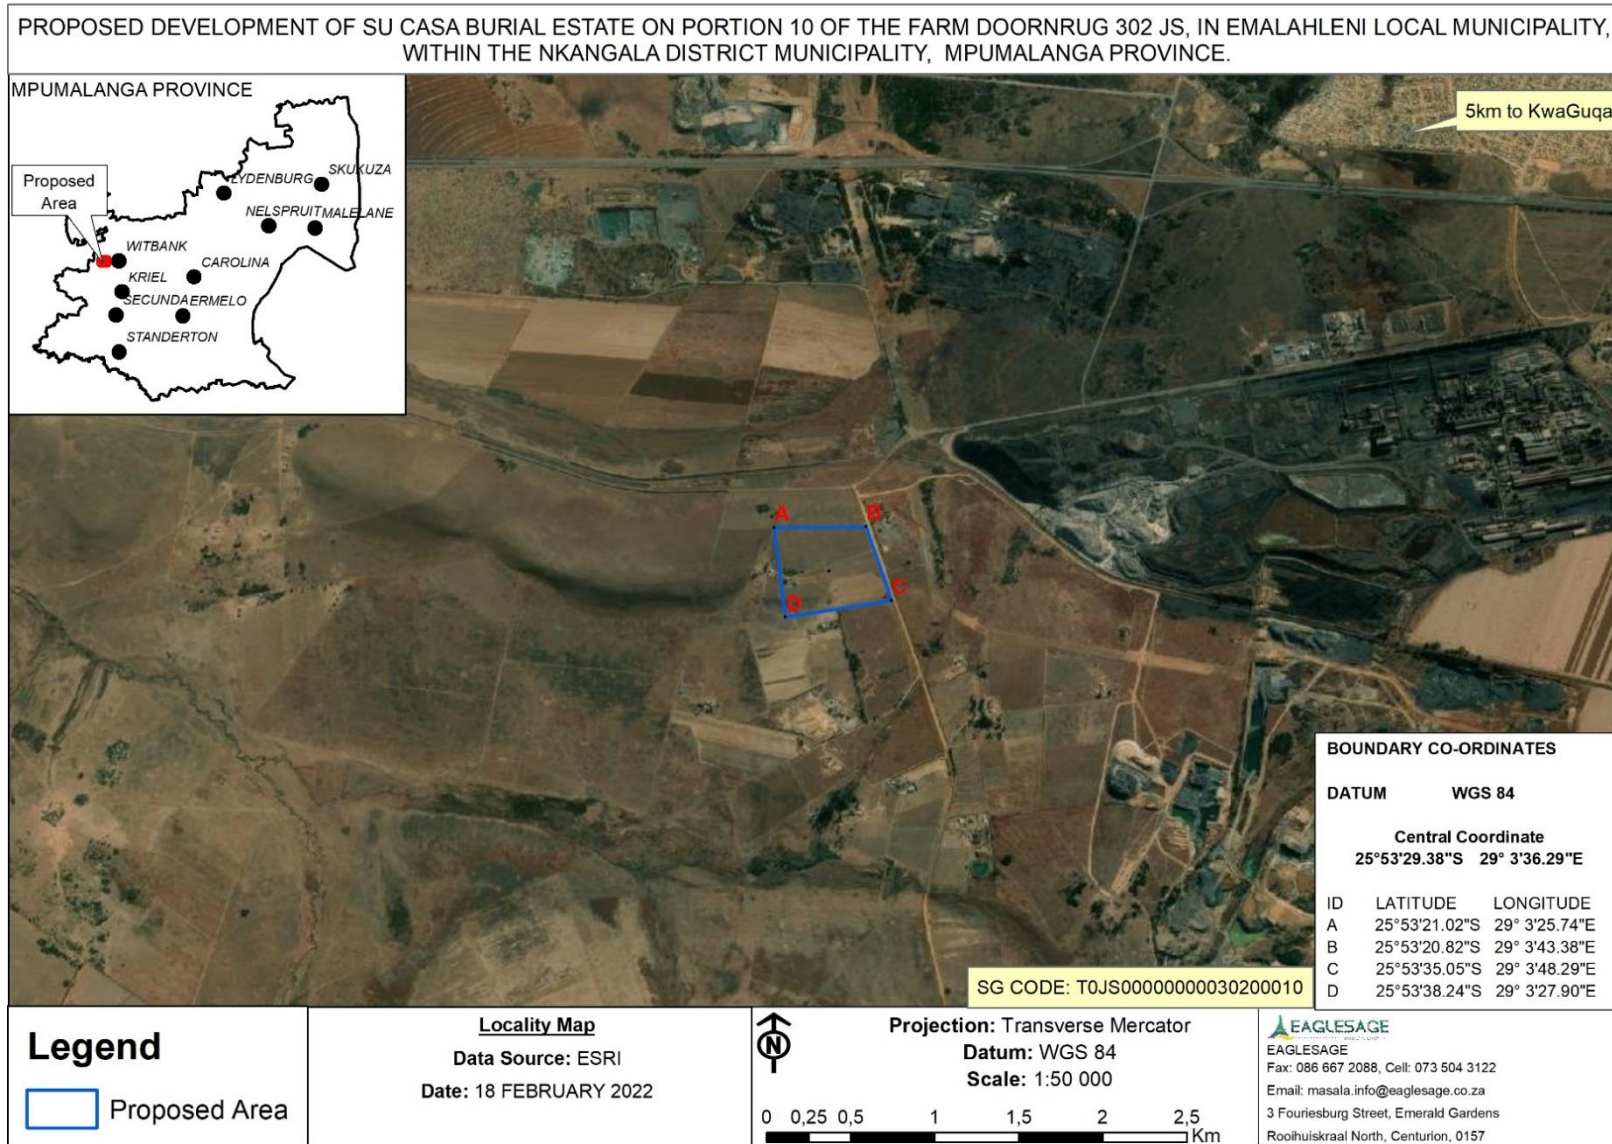 PROPOSED DEVELOPMENT OF SU CASA BURIAL ESTATE ON PORTION 10 OF THE FARM DOORNRUG 302 JS, IN EMALAHLENI LOCAL MUNICIPALITY,
WITHIN THE NKANGALA DISTRICT MUNICIPALITY, MPUMALANGA PROVINCE.
MPUMALANGA PROVINCE
Proposed
Area
LYDENBURG
SKUKUZA
NELSPRUIT
MALELANE
WITBANK
CAROLINA
KRIEL
SECUNDA
ERMELO
STANDERTON
5km to KwaGuqa
A
B
C
D
BOUNDARY CO-ORDINATES
DATUM WGS 84
Central Coordinate
25°53'29.38"S 29° 3'36.29"E
ID LATITUDE LONGITUDE
A 25°53'21.02"S 29° 3'25.74"E
B 25°53'20.82"S 29° 3'43.38"E
C 25°53'35.05"S 29° 3'48.29"E
D 25°53'38.24"S 29° 3'27.90"E
SG CODE: T0JS00000000030200010
Legend
Proposed Area
Locality Map
Data Source: ESRI
Date: 18 FEBRUARY 2022
N
Projection: Transverse Mercator
Datum: WGS 84
Scale: 1:50 000
0 0,25 0,5 1 1,5 2 2,5
Km
EAGLESAGE
EAGLESAGE
Fax: 086 667 2088, Cell: 073 504 3122
Email: masala.info@eaglesage.co.za
3 Fouriesburg Street, Emerald Gardens
Rooihuiskraal North, Centurion, 0157